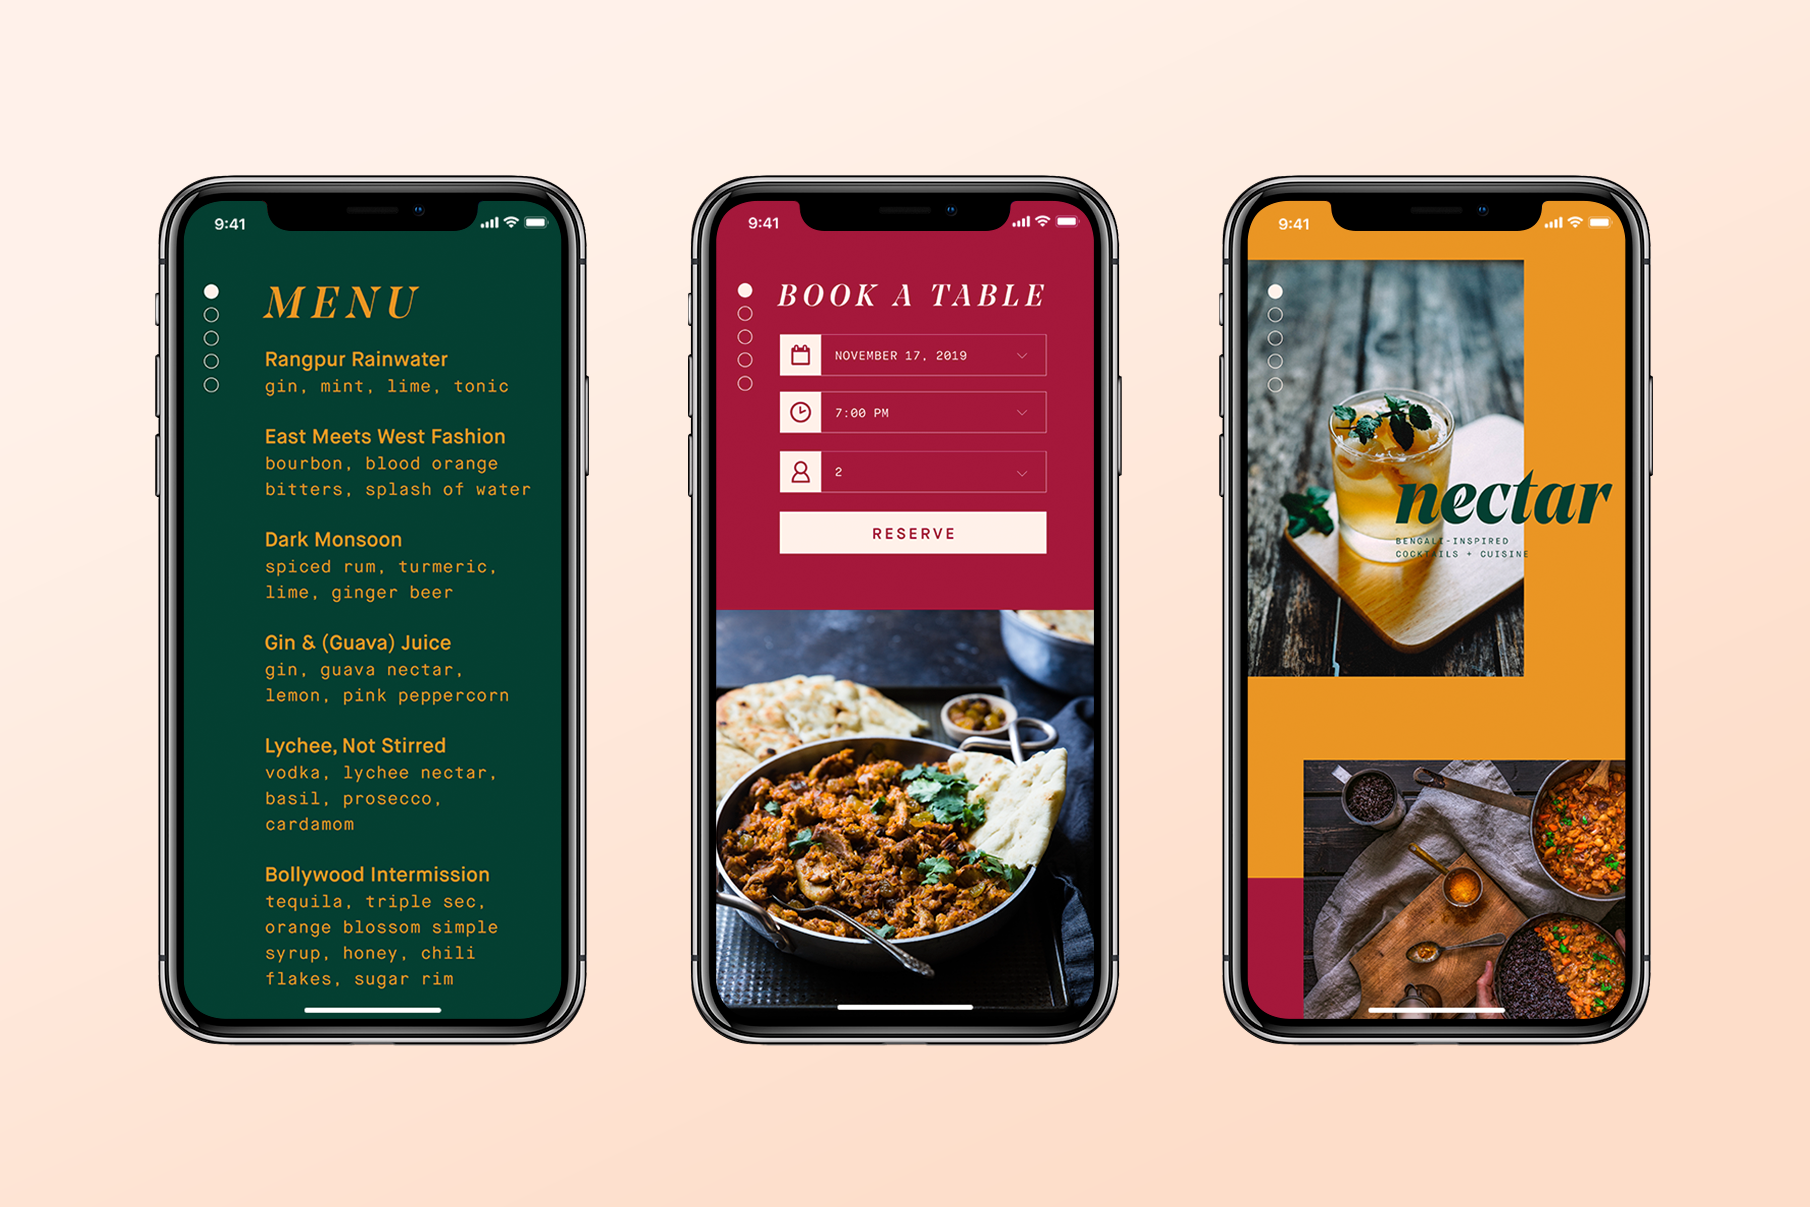 9:41
MENU
Rangpur Rainwater
gin, mint, lime, tonic
East Meets West Fashion
bourbon, blood orange
bitters, splash of water
Dark Monsoon
spiced rum, turmeric,
lime, ginger beer
Gin & (Guava) Juice
gin, guava nectar,
lemon, pink peppercorn
Lychee, Not Stirred
vodka, lychee nectar,
basil, prosecco,
cardamom
Bollywood Intermission
tequila, triple sec,
orange blossom simple
syrup, honey, chili
flakes, sugar rim
9:41
BOOK A TABLE
NOVEMBER 17, 2019
7:00 PM
2
RESERVE
9:41
nectar
BENGALI-INSPIRED
COCKTAILS + CUISINE